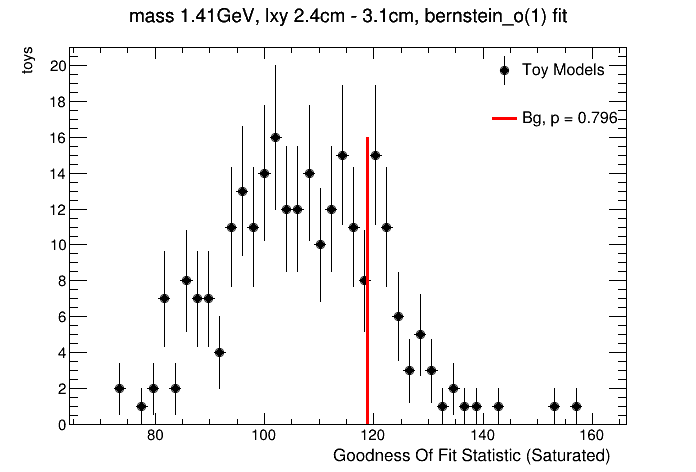 mass 1.41GeV, lxy 2.4cm - 3.1cm, bernstein_o(1) fit
toys
Toy Models
Bg, p = 0.796
20
18
16
14
12
10
8
6
4
2
0
80 100 120 140 160
Goodness Of Fit Statistic (Saturated)